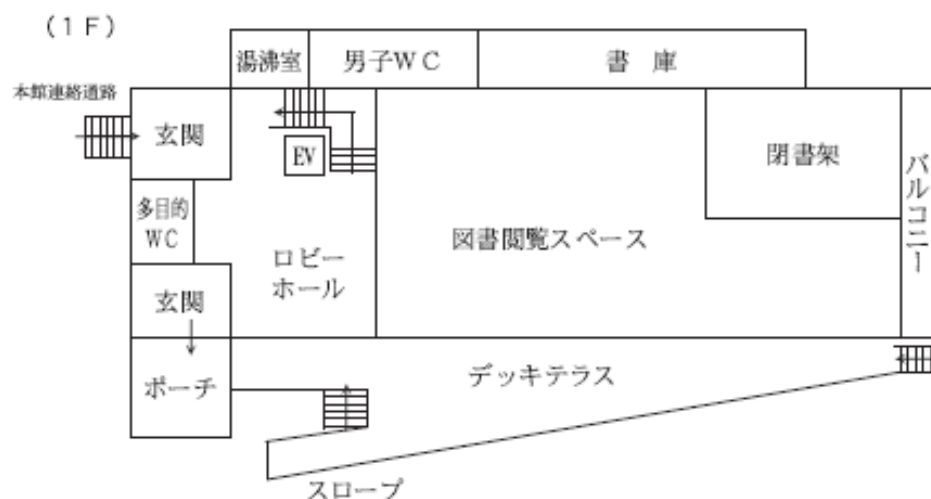 (1F)
湯沸室
男子WC
書 庫
本館連絡通路
玄関
EV
閉書架
バルコニー
多目的
WC
ロビー
ホール
図書閲覧スペース
玄関
ポーチ
デッキテラス
スロープ